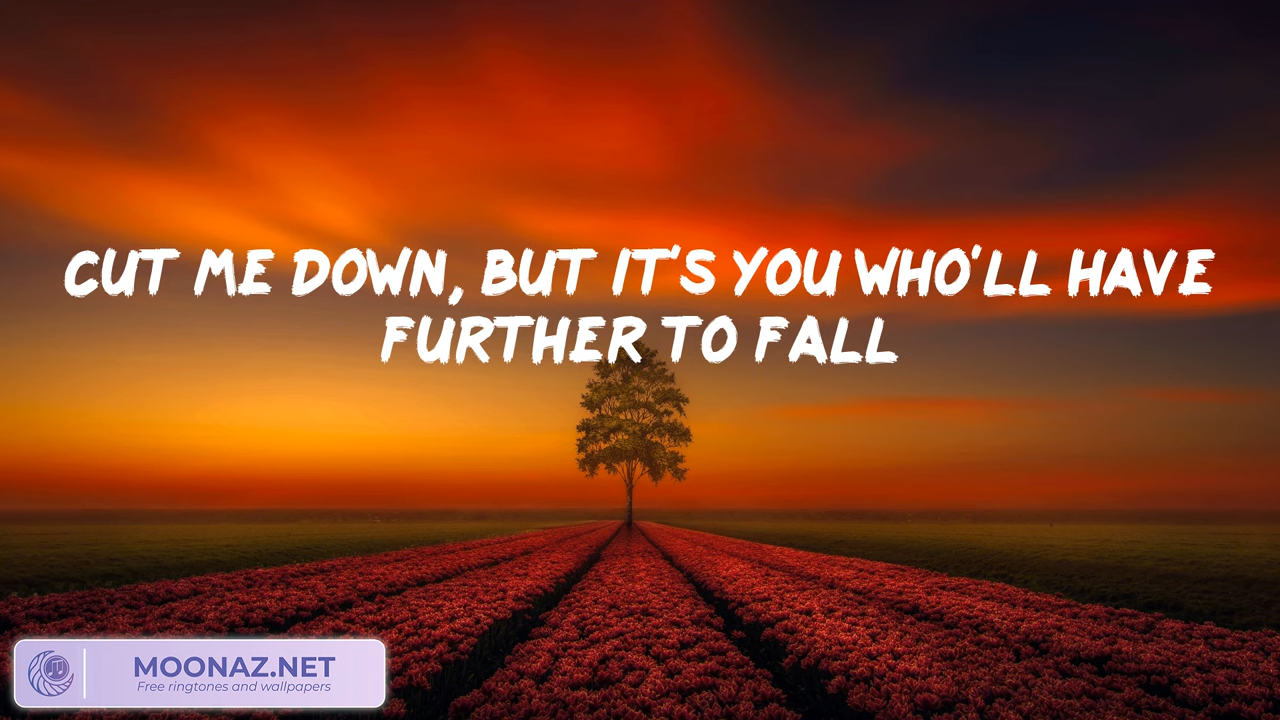 CUT ME DOWN, BUT IT'S YOU WHO'LL HAVE
FURTHER TO FALL
MOONAZ.NET
Free ringtones and wallpapers